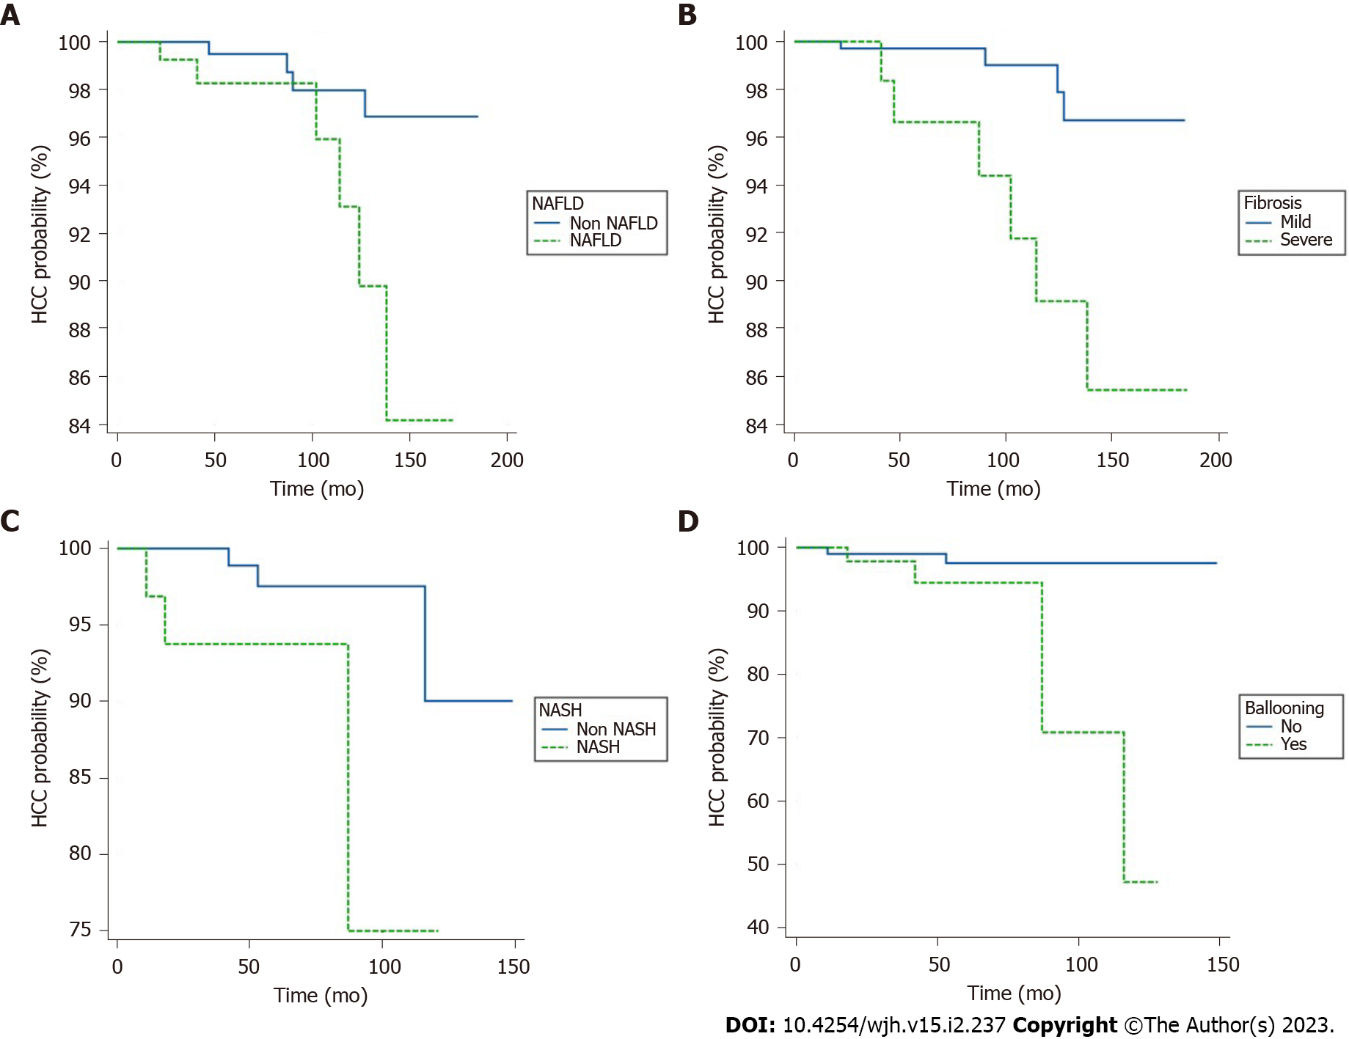 A
100
98
96
94
92
90
88
86
84
HCC probability (%)
0 50 100 150 200
Time (mo)
NAFLD
Non NAFLD
NAFLD
B
100
98
96
94
92
90
88
86
84
HCC probability (%)
0 50 100 150 200
Time (mo)
Fibrosis
Mild
Severe
C
100
95
90
85
80
75
HCC probability (%)
0 50 100 150
Time (mo)
NASH
Non NASH
NASH
D
100
90
80
70
60
50
40
HCC probability (%)
0 50 100 150
Time (mo)
Ballooning
No
Yes
DOI: 10.4254/wjh.v15.i2.237 Copyright ©The Author(s) 2023.